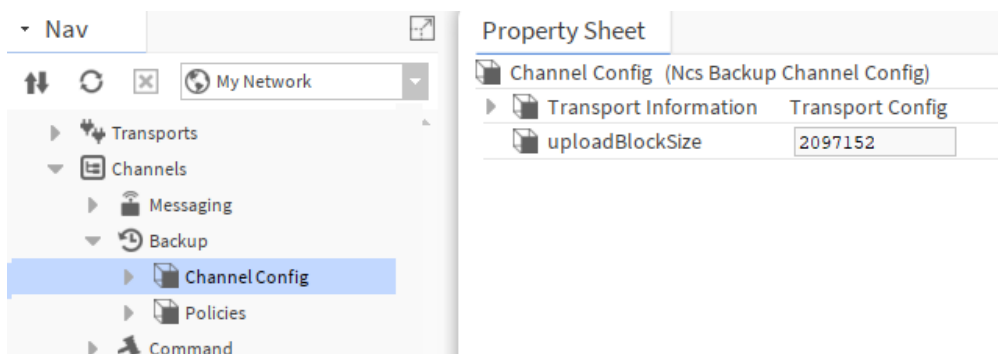 Nav
My Network
Transports
Channels
Messaging
Backup
Channel Config
Policies
Command
Property Sheet
Channel Config (Ncs Backup Channel Config)
Transport Information Transport Config
uploadBlockSize 2097152